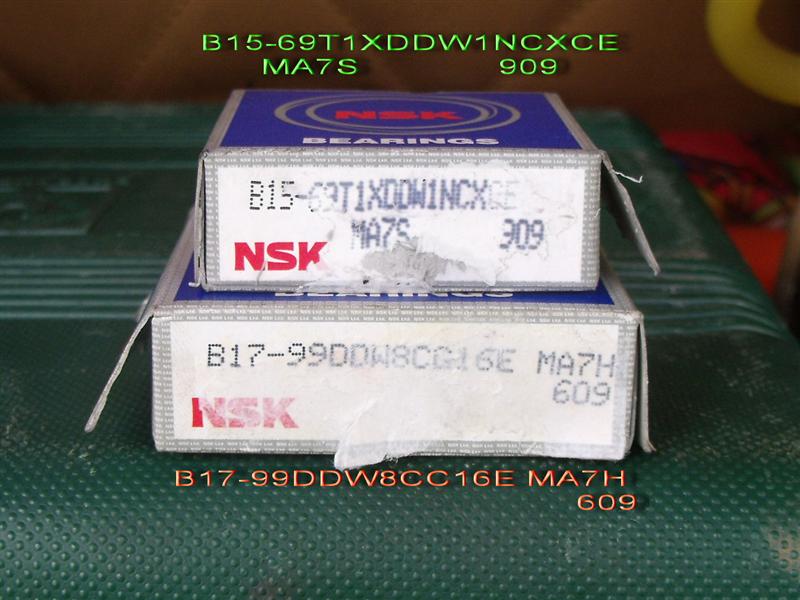 B15-69T1XDDW1NCXCE
MA7S 909
NSK
BEARINGS
B15-69T1XDDW1NCXCE
MA7S 909
NSK
BEARINGS
B17-99DDW8CG16E MA7H
609
NSK
B17-99DDW8CC16E MA7H
609